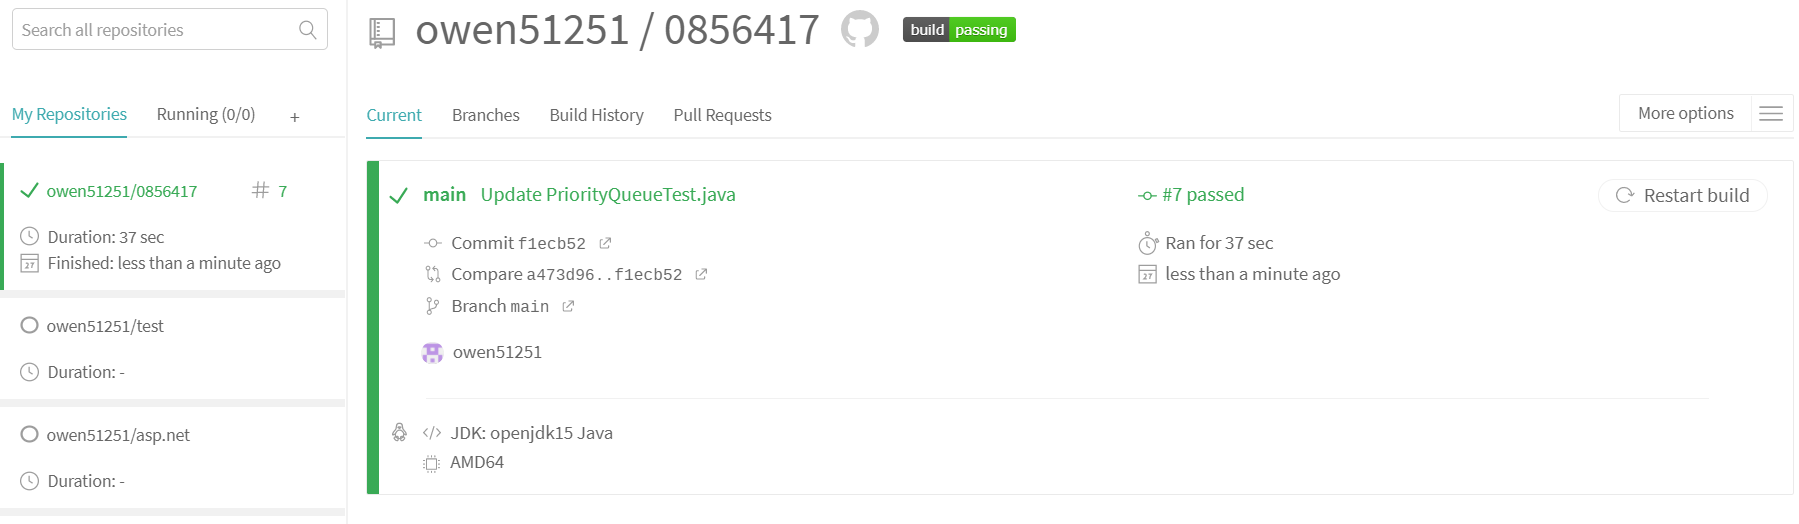 Search all repositories
My Repositories
Running (0/0)
+
owen51251/0856417 # 7
Duration: 37 sec
Finished: less than a minute ago
owen51251/test
Duration: -
owen51251/asp.net
Duration: -
owen51251 / 0856417
build passing
Current
Branches
Build History
Pull Requests
More options
main Update PriorityQueueTest.java
Commit f1ecb52
Compare a473d96..f1ecb52
Branch main
owen51251
#7 passed
Ran for 37 sec
less than a minute ago
Restart build
</> JDK: openjdk15 Java
AMD64